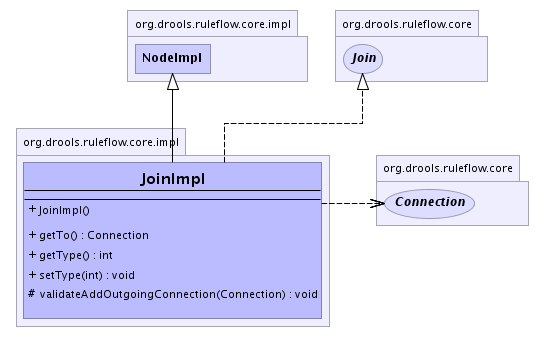 org.drools.ruleflow.core.impl
NodeImpl
org.drools.ruleflow.core
Join
org.drools.ruleflow.core.impl
JoinImpl
+ JoinImpl()
+ getTo() : Connection
+ getType() : int
+ setType(int) : void
# validateAddOutgoingConnection(Connection) : void
org.drools.ruleflow.core
Connection